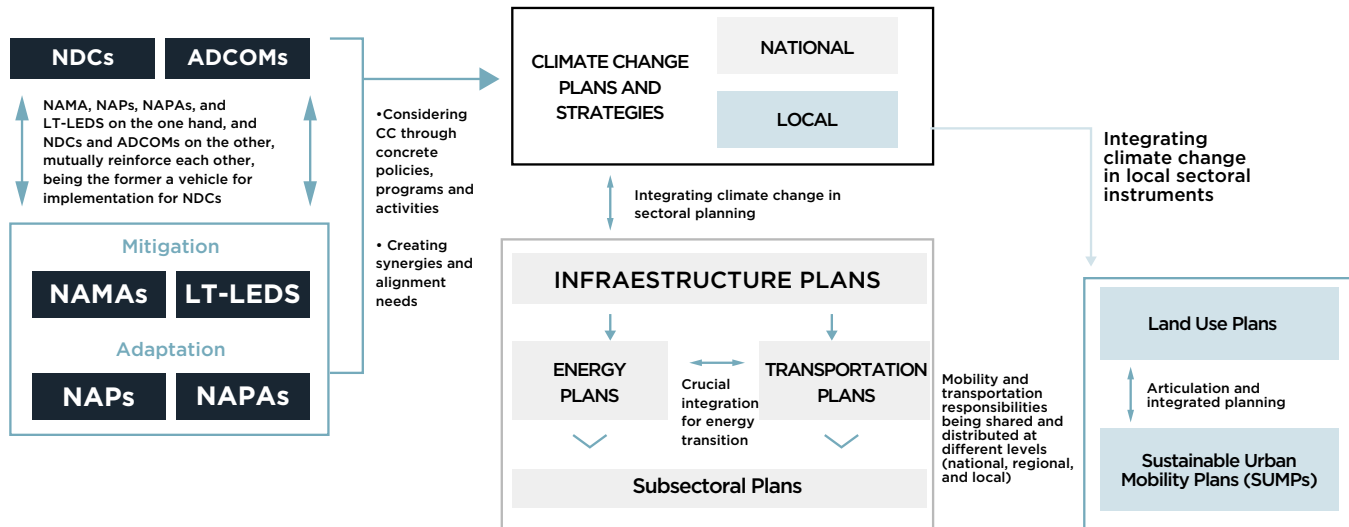 NDCs
ADCOMs
NAMA, NAPs, NAPAs, and
LT-LEDS on the one hand, and
NDCs and ADCOMs on the other,
mutually reinforce each other,
being the former a vehicle for
implementation for NDCs
Mitigation
NAMAs
LT-LEDS
Adaptation
NAPs
NAPAs
•Considering
CC through
concrete
policies,
programs and
activities
• Creating
synergies and
alignment
needs
CLIMATE CHANGE
PLANS AND
STRATEGIES
NATIONAL
LOCAL
Integrating climate change in
sectoral planning
INFRAESTRUCTURE PLANS
ENERGY
PLANS
Crucial
integration
for energy
transition
TRANSPORTATION
PLANS
Subsectoral Plans
Mobility and
transportation
responsibilities
being shared and
distributed at
different levels
(national, regional,
and local)
Integrating
climate change
in local sectoral
instruments
Land Use Plans
Articulation and
integrated planning
Sustainable Urban
Mobility Plans (SUMPs)